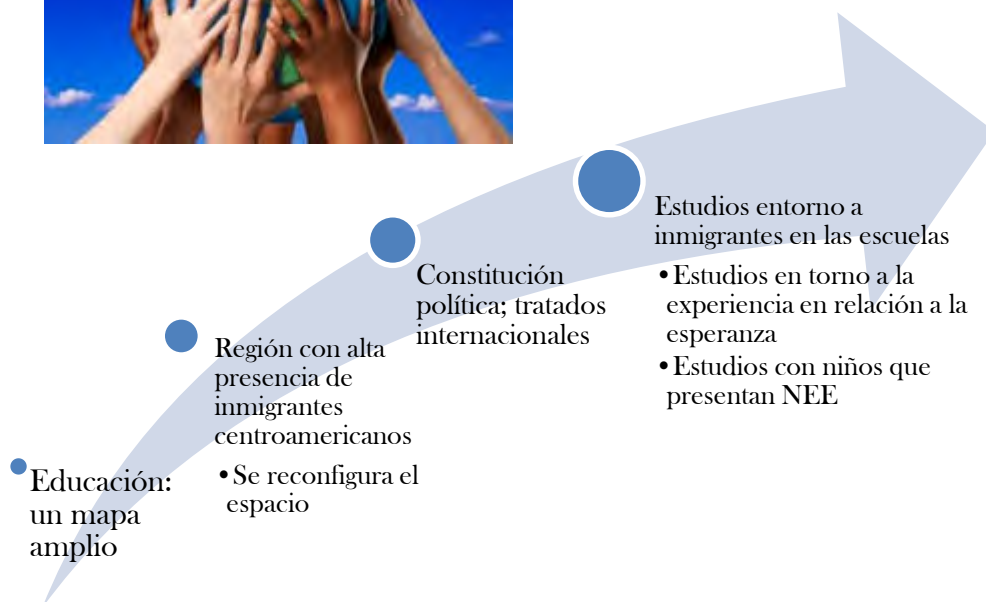 Educación:
un mapa
amplio
Región con alta
presencia de
inmigrantes
centroamericanos
•Se reconfigura el
espacio
Constitución
política; tratados
internacionales
Estudios entorno a
inmigrantes en las escuelas
•Estudios en torno a la
experiencia en relación a la
esperanza
•Estudios con niños que
presentan NEE